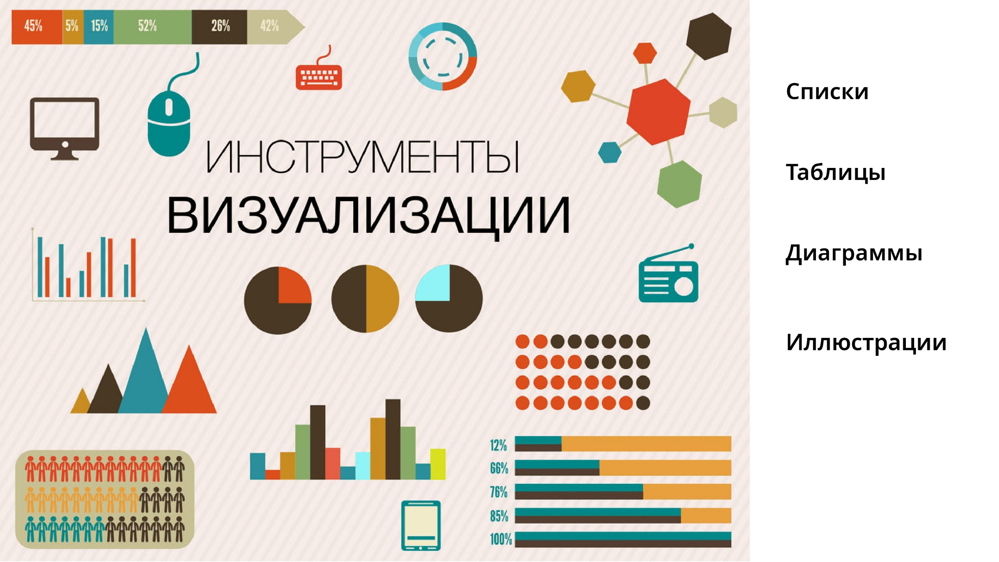 45% 5% 15% 52% 26% 42%
ИНСТРУМЕНТЫ
ВИЗУАЛИЗАЦИИ
12%
66%
76%
85%
100%
Списки
Таблицы
Диаграммы
Иллюстрации